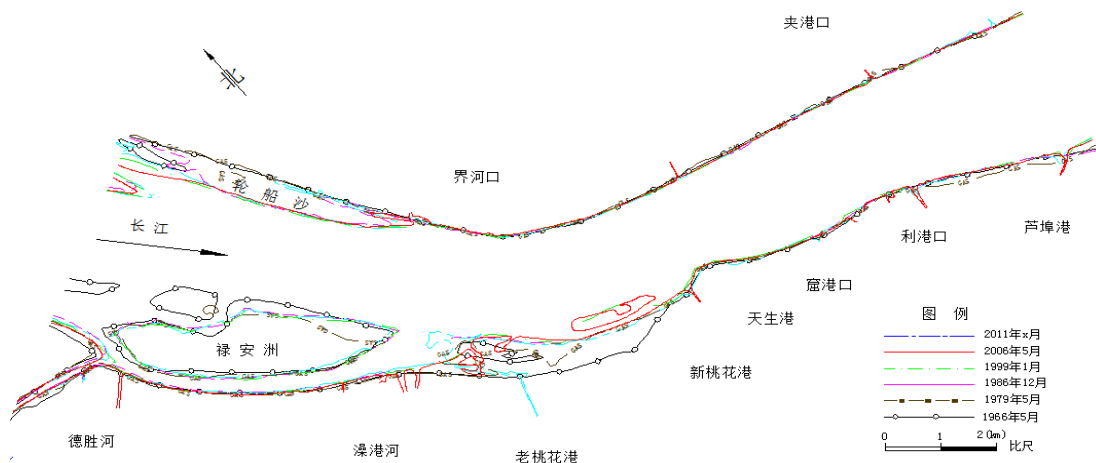 夹港口
北
界河口
轮船沙
长江
利港口
芦埠港
窟港口
天生港
禄安洲
新桃花港
德胜河
澡港河
老桃花港
图 例
2011年x月
2006年5月
1999年1月
1986年12月
1979年5月
1966年5月
0 1 2(km) 比尺